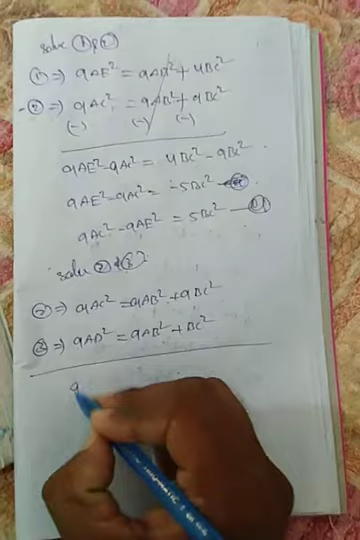 solve ① & ②
① ⇒ 9AE² = 9AB² + 4BC²
-② ⇒ 9AC² = 9AB² + 9BC²
(-) (-) (-)
9AE² - 9AC² = 4BC² - 9BC²
9AE² - 9AC² = -5BC²
9AC² - 9AE² = 5BC² —
solve ② & ③
② ⇒ 9AC² = 9AB² + 9BC²
③ ⇒ 9AD² = 9AB² + BC²
9